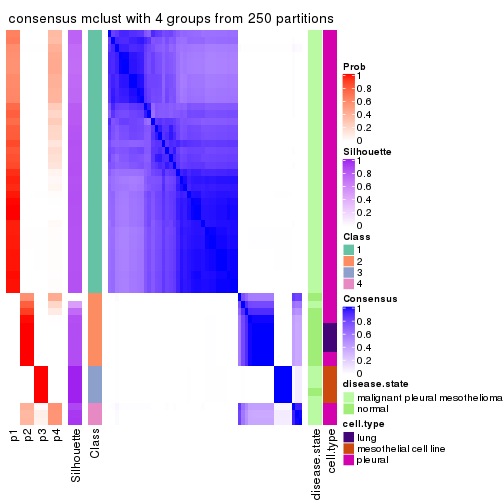 consensus mclust with 4 groups from 250 partitions
Prob
1
0.8
0.6
0.4
0.2
0
Silhouette
1
0.8
0.6
0.4
0.2
0
Class
1
2
3
4
Consensus
1
0.8
0.6
0.4
0.2
0
disease.state
malignant pleural mesothelioma
normal
cell.type
lung
mesothelial cell line
pleural
p1
p2
p3
p4
Silhouette
Class
disease.state
cell.type